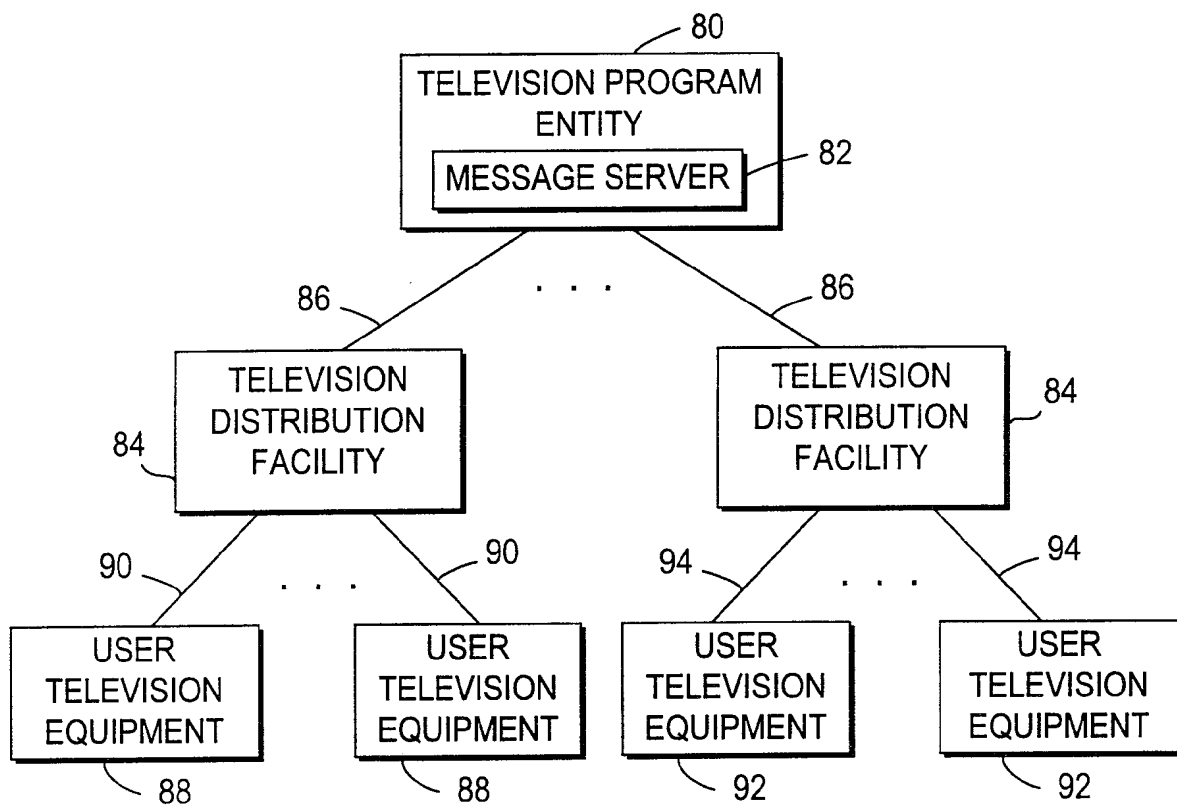 80
TELEVISION PROGRAM
ENTITY
MESSAGE SERVER
82
86
. . .
86
TELEVISION
DISTRIBUTION
FACILITY
84
TELEVISION
DISTRIBUTION
FACILITY
84
90
. . .
90
94
. . .
94
USER
TELEVISION
EQUIPMENT
88
USER
TELEVISION
EQUIPMENT
88
USER
TELEVISION
EQUIPMENT
92
USER
TELEVISION
EQUIPMENT
92